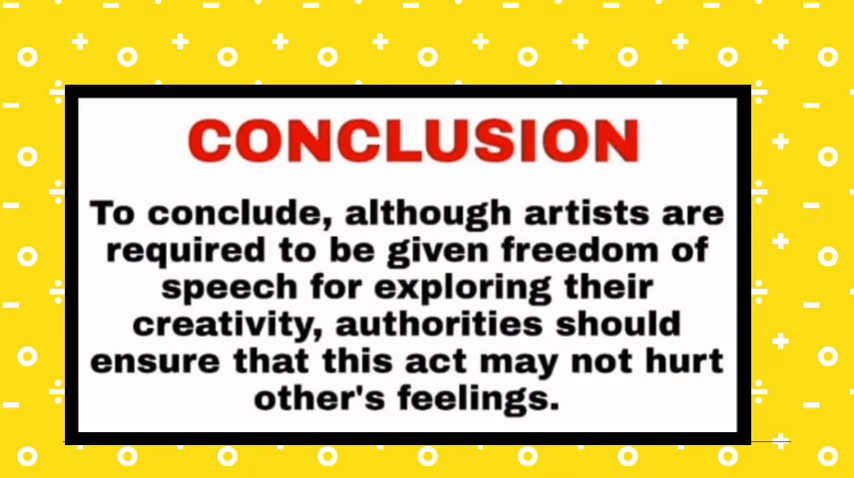 CONCLUSION
To conclude, although artists are
required to be given freedom of
speech for exploring their
creativity, authorities should
ensure that this act may not hurt
other's feelings.